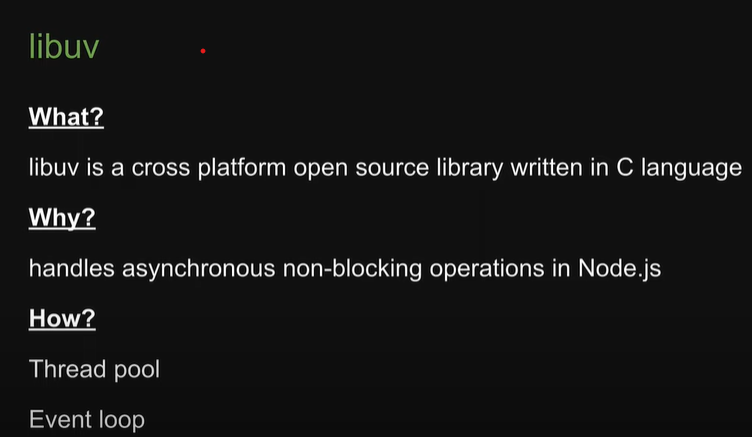 libuv
What?
libuv is a cross platform open source library written in C language
Why?
handles asynchronous non-blocking operations in Node.js
How?
Thread pool
Event loop